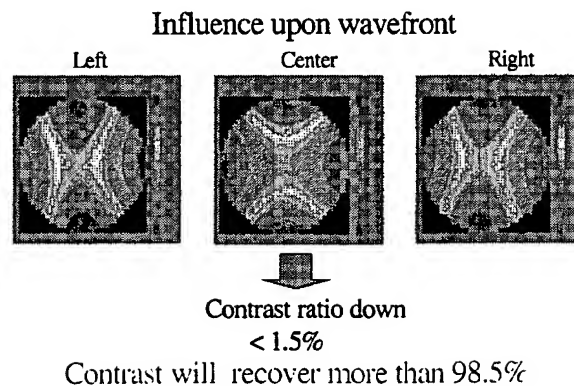 Influence upon wavefront
Left Center Right
Contrast ratio down
< 1.5%
Contrast will recover more than 98.5%